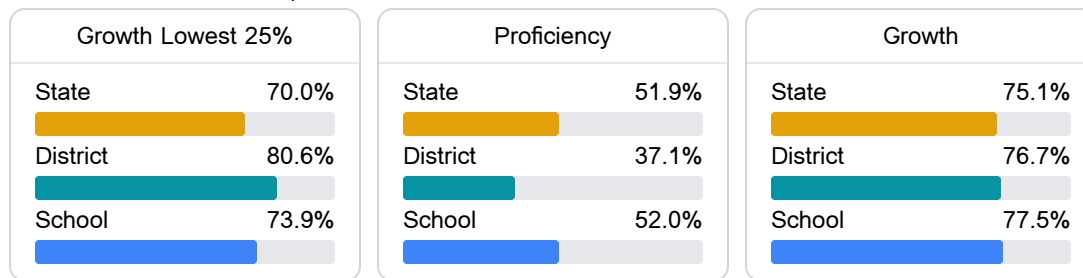 Growth Lowest 25%
State 70.0%
District 80.6%
School 73.9%
Proficiency
State 51.9%
District 37.1%
School 52.0%
Growth
State 75.1%
District 76.7%
School 77.5%